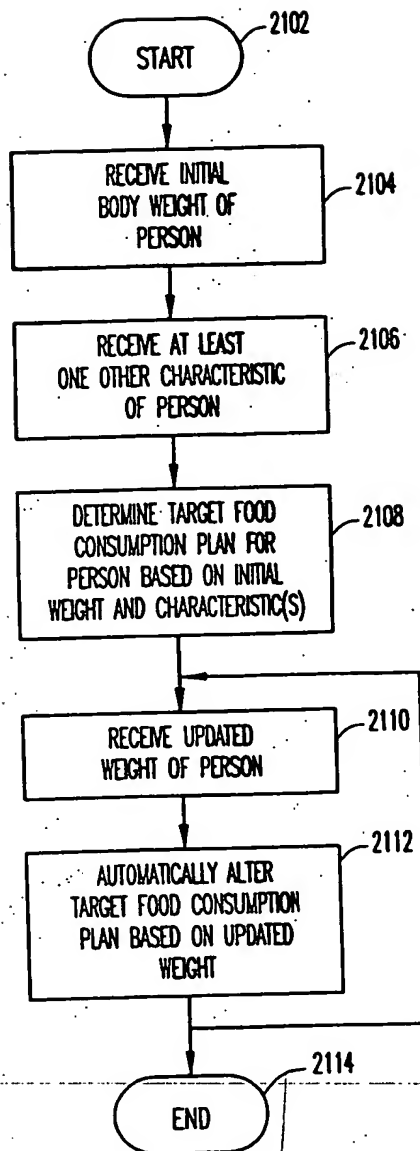 2102
START
RECEIVE INITIAL
BODY WEIGHT OF
PERSON
2104
RECEIVE AT LEAST
ONE OTHER CHARACTERISTIC
OF PERSON
2106
DETERMINE TARGET FOOD
CONSUMPTION PLAN FOR
PERSON BASED ON INITIAL
WEIGHT AND CHARACTERISTIC(S)
2108
RECEIVE UPDATED
WEIGHT OF PERSON
2110
AUTOMATICALLY ALTER
TARGET FOOD CONSUMPTION
PLAN BASED ON UPDATED
WEIGHT
2112
2114
END